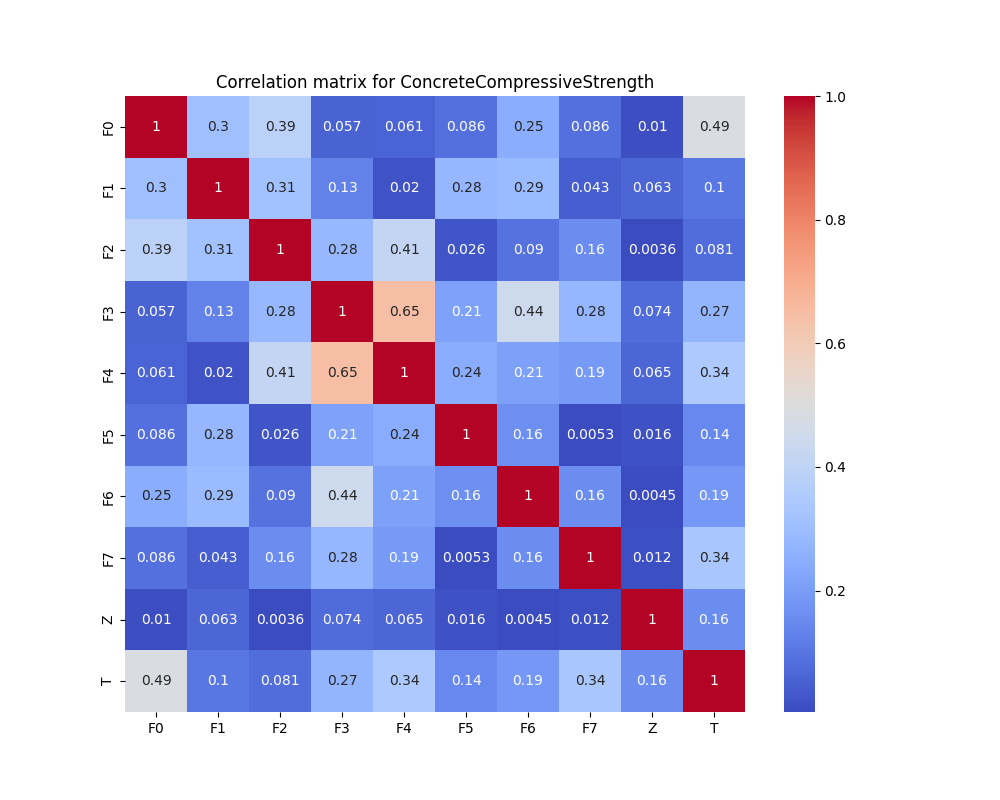 Correlation matrix for ConcreteCompressiveStrength
F0 1 0.3 0.39 0.057 0.061 0.086 0.25 0.086 0.01 0.49
F1 0.3 1 0.31 0.13 0.02 0.28 0.29 0.043 0.063 0.1
F2 0.39 0.31 1 0.28 0.41 0.026 0.09 0.16 0.0036 0.081
F3 0.057 0.13 0.28 1 0.65 0.21 0.44 0.28 0.074 0.27
F4 0.061 0.02 0.41 0.65 1 0.24 0.21 0.19 0.065 0.34
F5 0.086 0.28 0.026 0.21 0.24 1 0.16 0.0053 0.016 0.14
F6 0.25 0.29 0.09 0.44 0.21 0.16 1 0.16 0.0045 0.19
F7 0.086 0.043 0.16 0.28 0.19 0.0053 0.16 1 0.012 0.34
Z 0.01 0.063 0.0036 0.074 0.065 0.016 0.0045 0.012 1 0.16
T 0.49 0.1 0.081 0.27 0.34 0.14 0.19 0.34 0.16 1
F0 F1 F2 F3 F4 F5 F6 F7 Z T
1.0
0.8
0.6
0.4
0.2